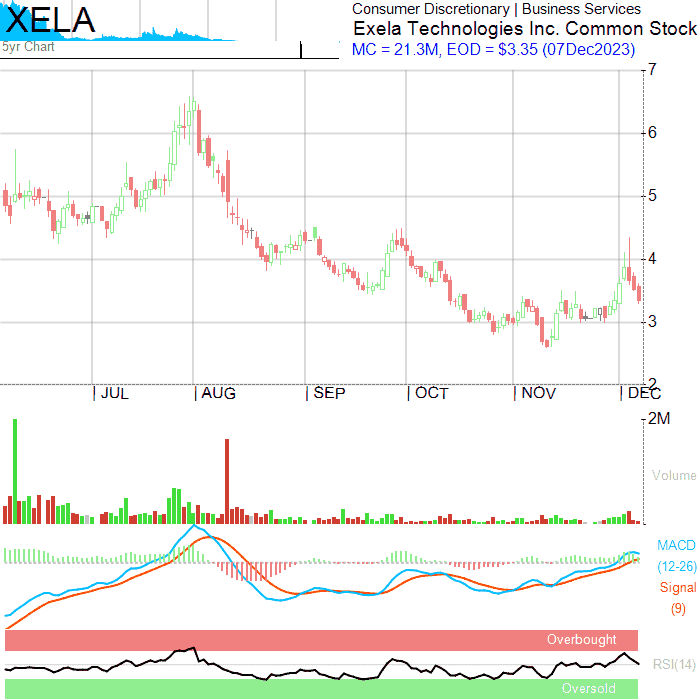 XELA
Consumer Discretionary | Business Services
Exela Technologies Inc. Common Stock
MC = 21.3M, EOD = $3.35 (07Dec2023)
5yr Chart
7
6
5
4
3
2
JUL AUG SEP OCT NOV DEC
2M
Volume
MACD
(12-26)
Signal
(9)
Overbought
RSI(14)
Oversold